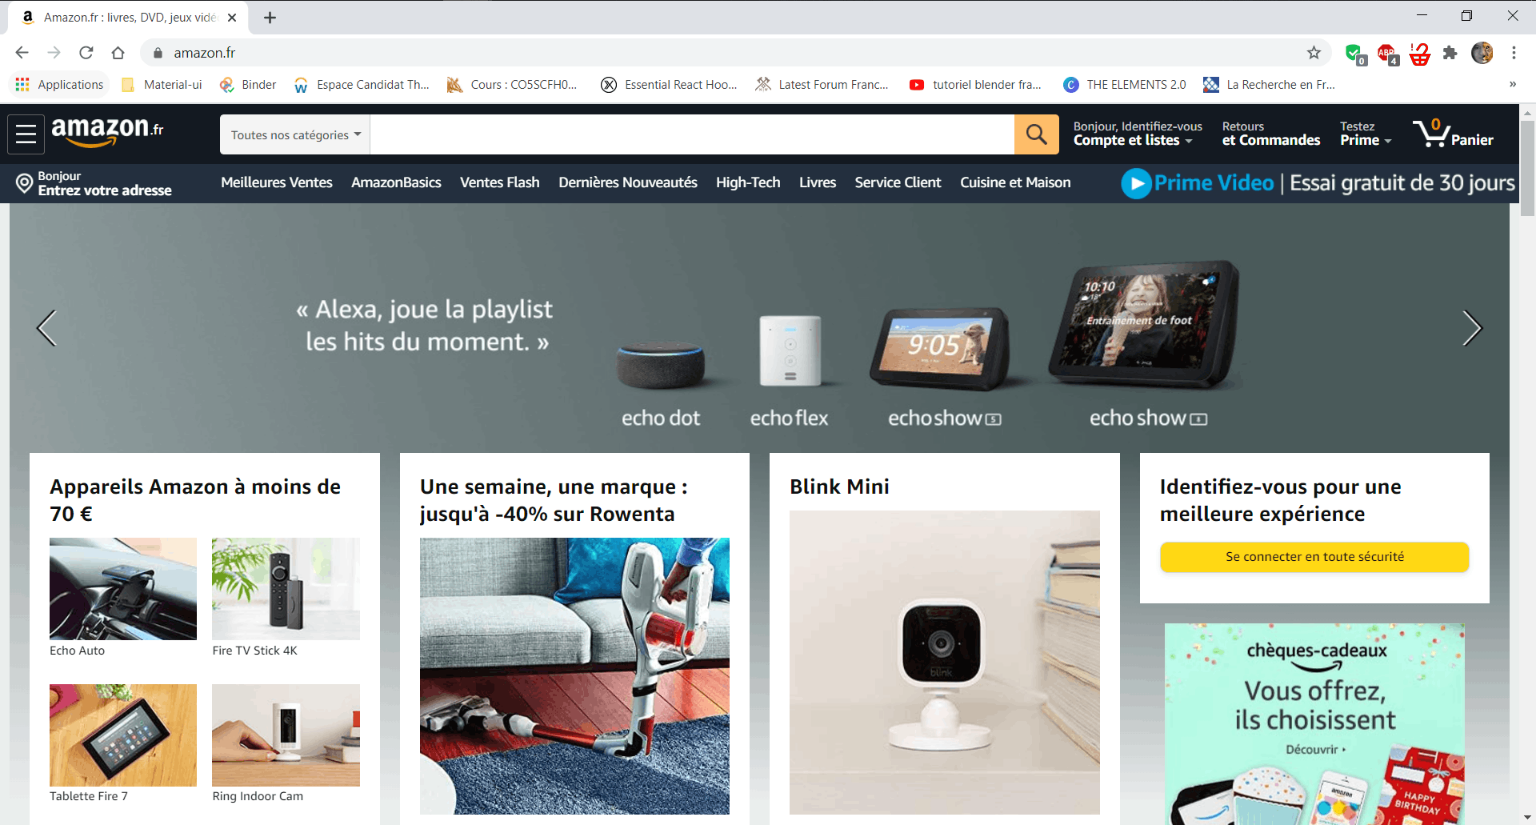 Amazon.fr : livres, DVD, jeux vidé
amazon.fr
0
ABP
4
Applications
Material-ui
Binder
Espace Candidat Th...
Cours : CO5SCFH0...
Essential React Hoo...
Latest Forum Franc...
tutoriel blender fra...
THE ELEMENTS 2.0
La Recherche en Fr...
»
amazon.fr
Toutes nos catégories
Bonjour, Identifiez-vous
Compte et listes
Retours
et Commandes
Testez
Prime
0
Panier
Bonjour
Entrez votre adresse
Meilleures Ventes
AmazonBasics
Ventes Flash
Dernières Nouveautés
High-Tech
Livres
Service Client
Cuisine et Maison
Prime Video | Essai gratuit de 30 jours
« Alexa, joue la playlist
les hits du moment. »
9:05
10:10
Entraînement de foot
echo dot
echo flex
echo show 5
echo show 8
Appareils Amazon à moins de
70 €
Echo Auto
Fire TV Stick 4K
Tablette Fire 7
Ring Indoor Cam
Une semaine, une marque :
jusqu'à -40% sur Rowenta
Blink Mini
blink
Identifiez-vous pour une
meilleure expérience
Se connecter en toute sécurité
chèques-cadeaux
Vous offrez,
ils choisissent
Découvrir
amazon
HAPPY
BIRTHDAY